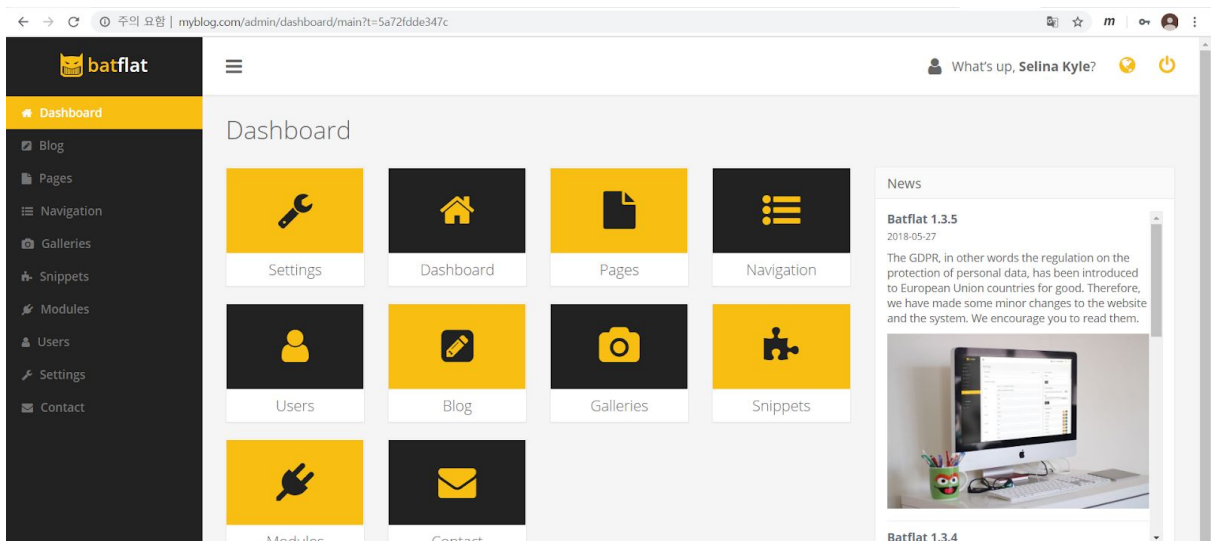 주의 요함 | myblog.com/admin/dashboard/main?t=5a72fdde347c
m
batflat
What's up, Selina Kyle?
Dashboard
Blog
Pages
Navigation
Galleries
Snippets
Modules
Users
Settings
Contact
Dashboard
Settings
Dashboard
Pages
Navigation
Users
Blog
Galleries
Snippets
Modules
Contact
News
Batflat 1.3.5
2018-05-27
The GDPR, in other words the regulation on the
protection of personal data, has been introduced
to European Union countries for good. Therefore,
we have made some minor changes to the website
and the system. We encourage you to read them.
Batflat 1.3.4